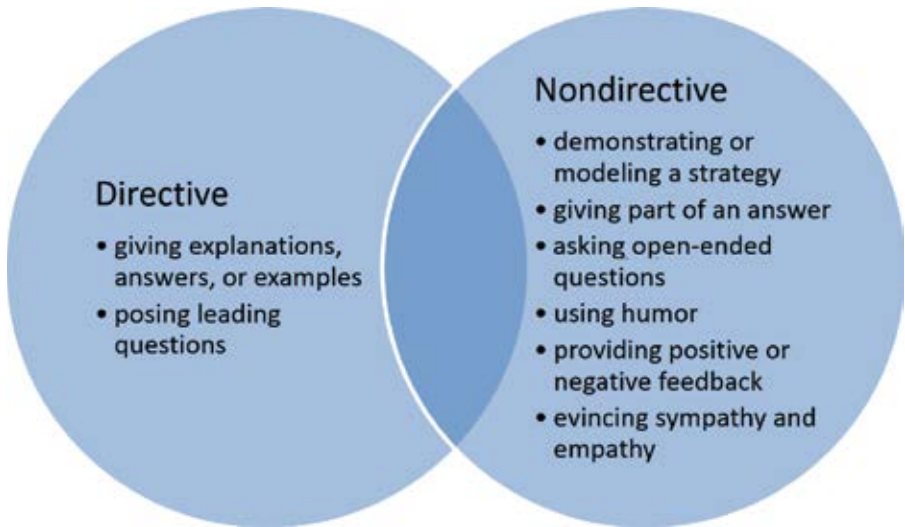 Directive
• giving explanations,
answers, or examples
• posing leading
questions
Nondirective
• demonstrating or
modeling a strategy
• giving part of an answer
• asking open-ended
questions
• using humor
• providing positive or
negative feedback
• evincing sympathy and
empathy